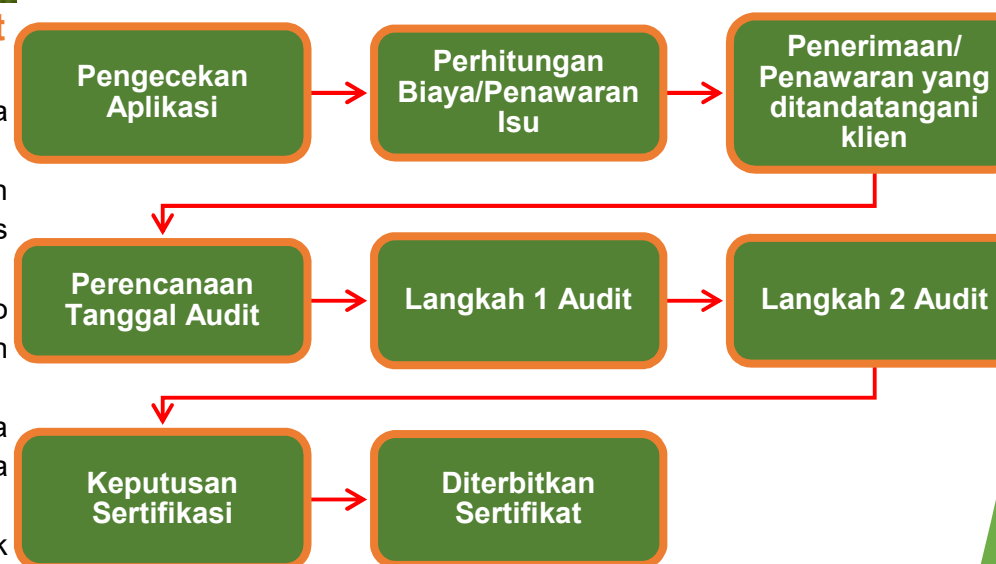 t
a
n
s
o
n
a
a
k
Pengecekan
Aplikasi
Perhitungan
Biaya/Penawaran
Isu
Penerimaan/
Penawaran yang
ditandatangani
klien
Perencanaan
Tanggal Audit
Langkah 1 Audit
Langkah 2 Audit
Keputusan
Sertifikasi
Diterbitkan
Sertifikat